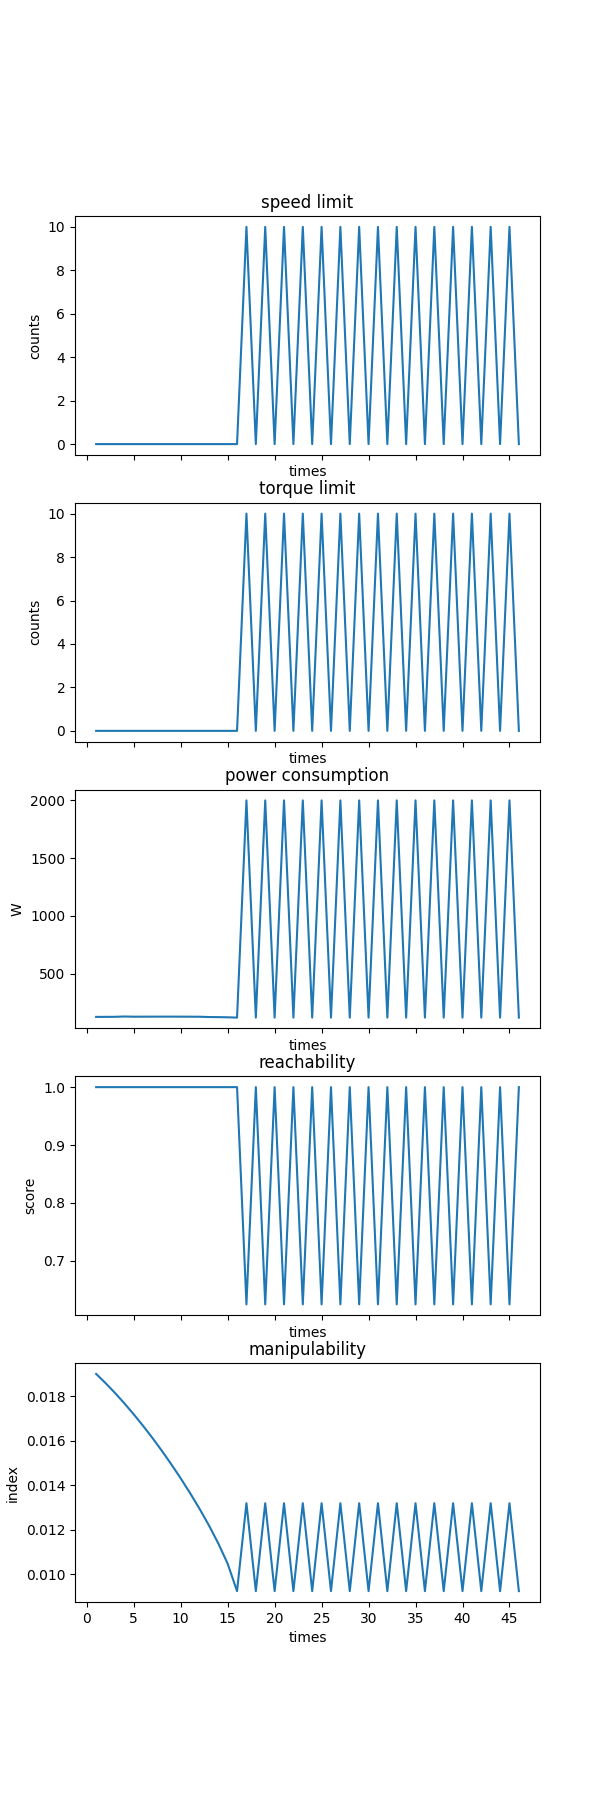 speed limit
10
8
6
4
2
0
counts
times
torque limit
10
8
6
4
2
0
counts
times
power consumption
2000
1500
1000
500
W
times
reachability
1.0
0.9
0.8
0.7
score
times
manipulability
0.018
0.016
0.014
0.012
0.010
index
0 5 10 15 20 25 30 35 40 45
times